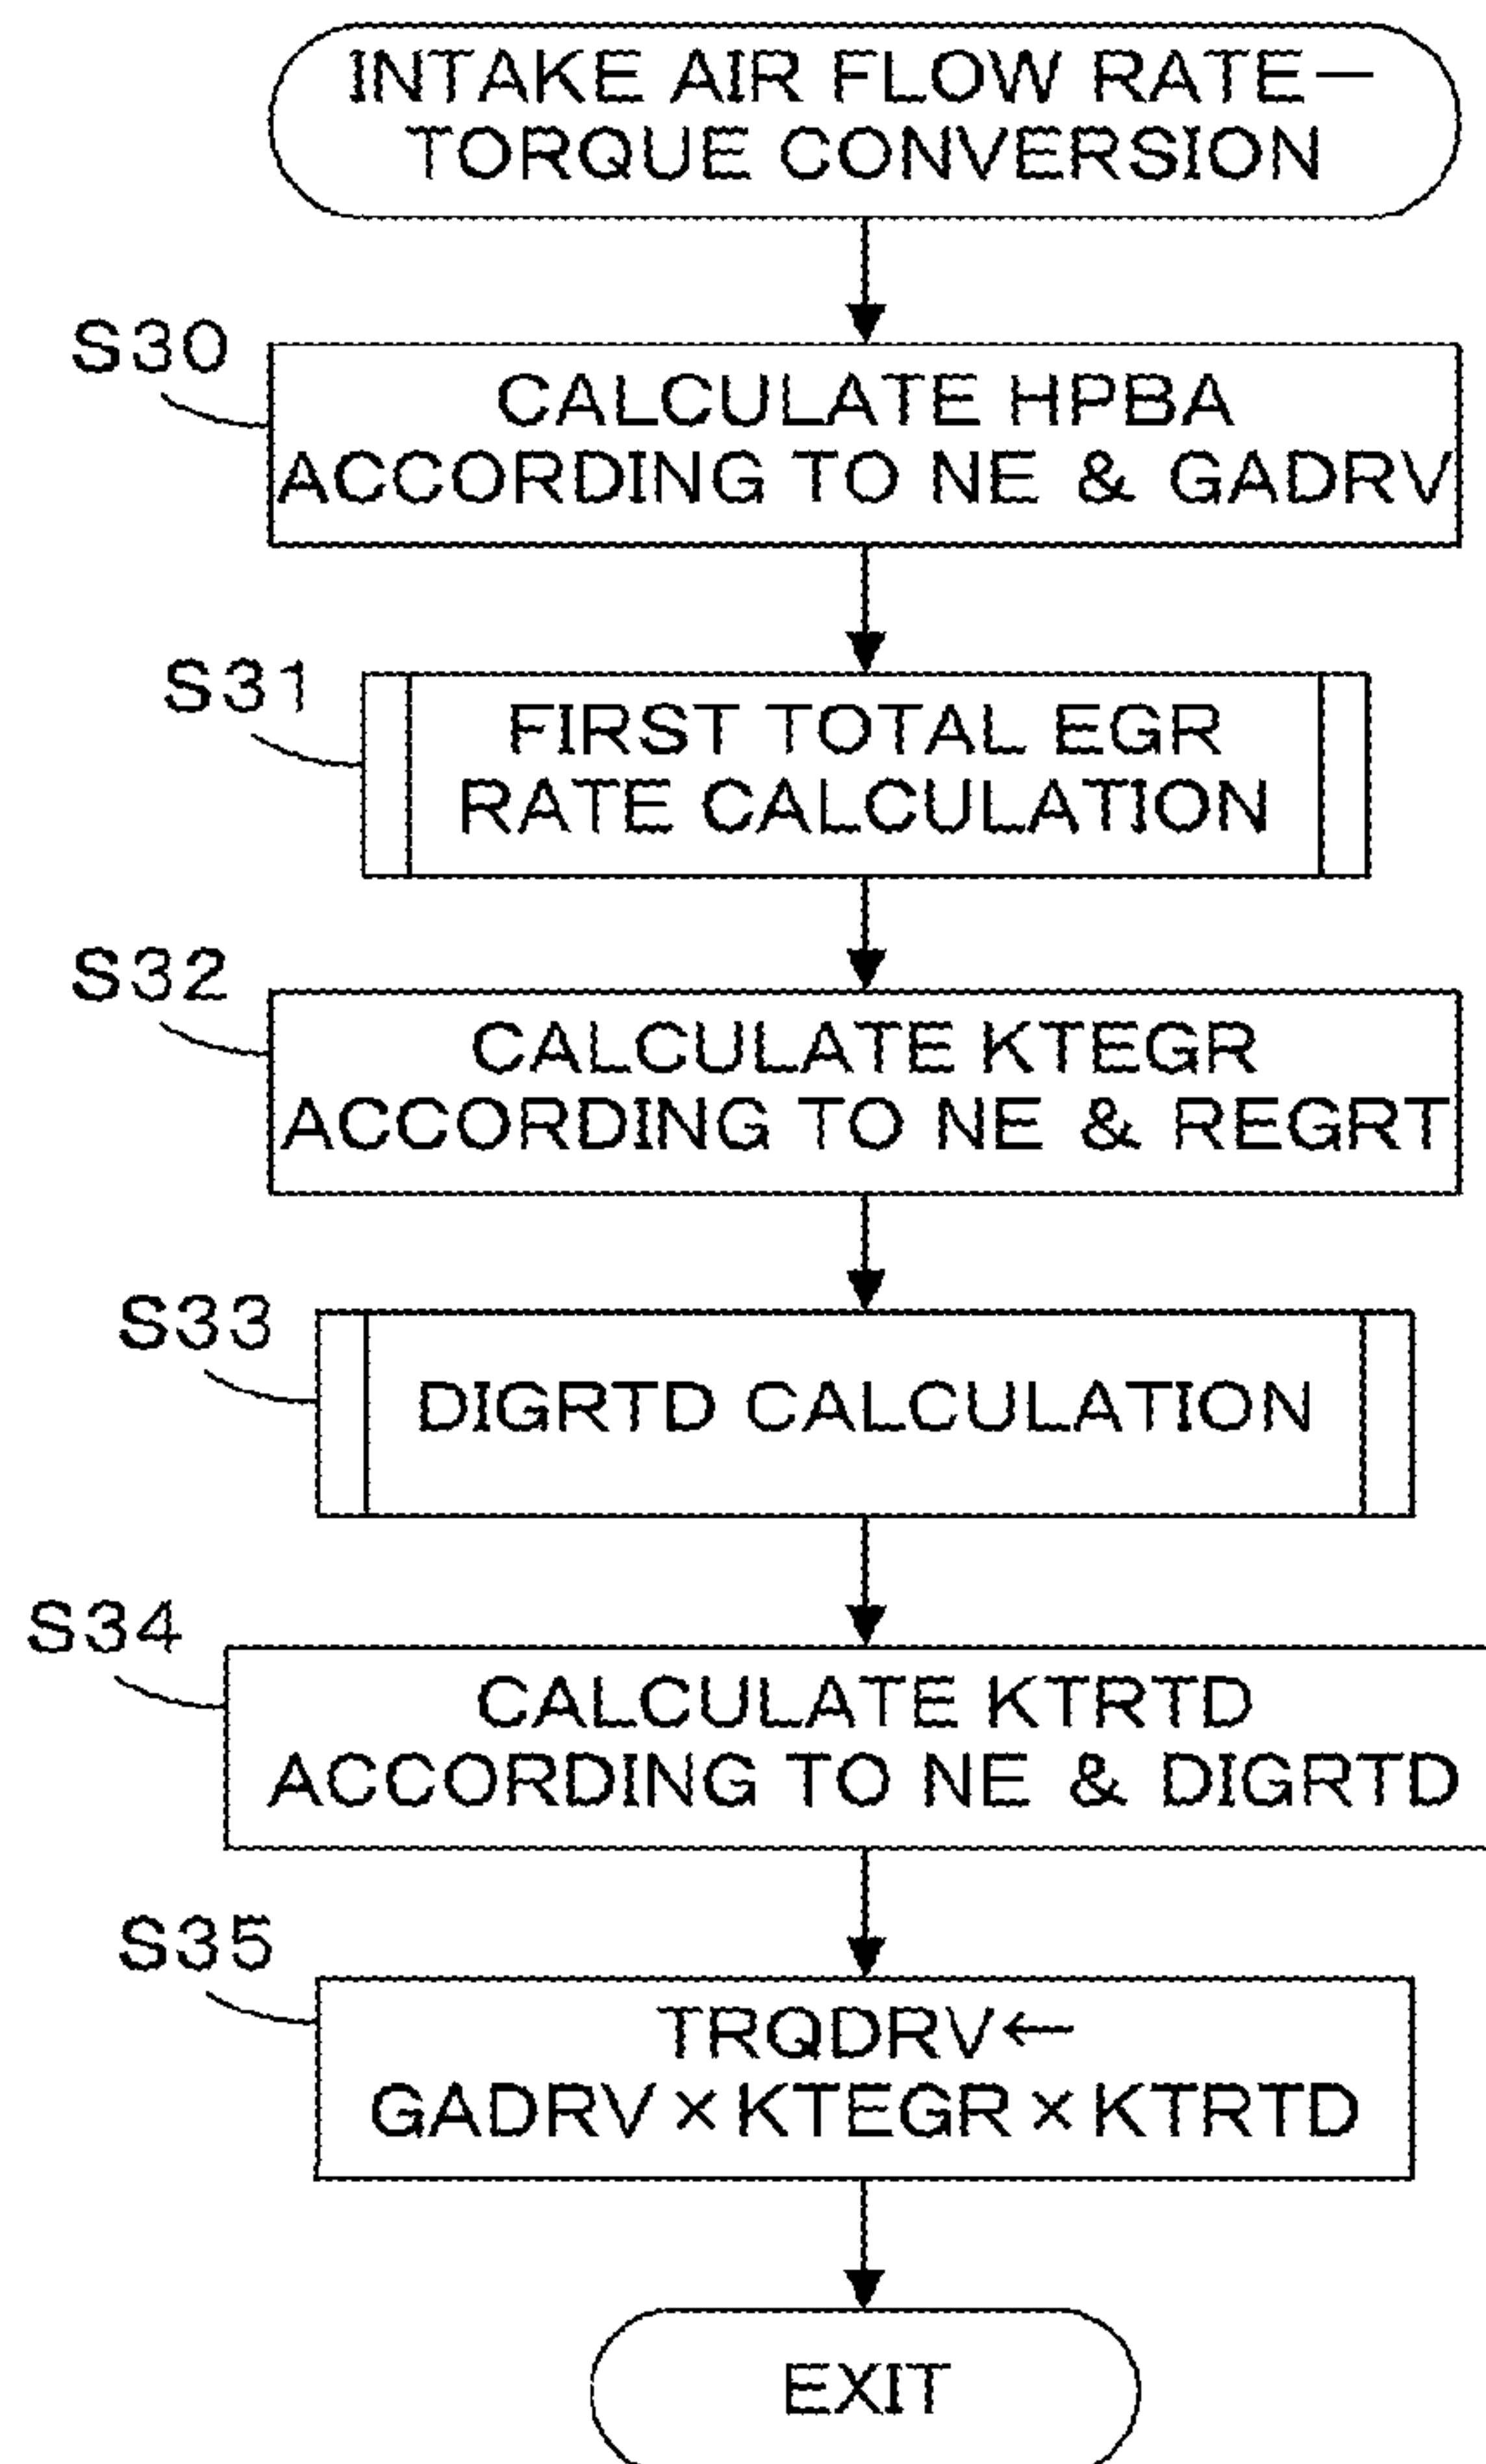 INTAKE AIR FLOW RATE—
TORQUE CONVERSION
S30
CALCULATE HPBA
ACCORDING TO NE & GADRV
S31
FIRST TOTAL EGR
RATE CALCULATION
S32
CALCULATE KTEGR
ACCORDING TO NE & REGRT
S33
DIGRTD CALCULATION
S34
CALCULATE KTRTD
ACCORDING TO NE & DIGRTD
S35
TRQDRV←
GADRV×KTEGR×KTRTD
EXIT